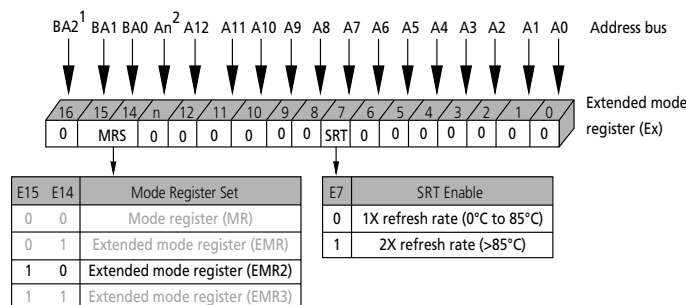 BA2¹ BA1 BA0 An² A12 A11 A10 A9 A8 A7 A6 A5 A4 A3 A2 A1 A0 Address bus
16 15 14 n 12 11 10 9 8 7 6 5 4 3 2 1 0 Extended mode
0 MRS 0 0 0 0 0 0 SRT 0 0 0 0 0 0 0 register (Ex)
E15 E14 Mode Register Set
0 0 Mode register (MR)
0 1 Extended mode register (EMR)
1 0 Extended mode register (EMR2)
1 1 Extended mode register (EMR3)
E7 SRT Enable
0 1X refresh rate (0°C to 85°C)
1 2X refresh rate (>85°C)